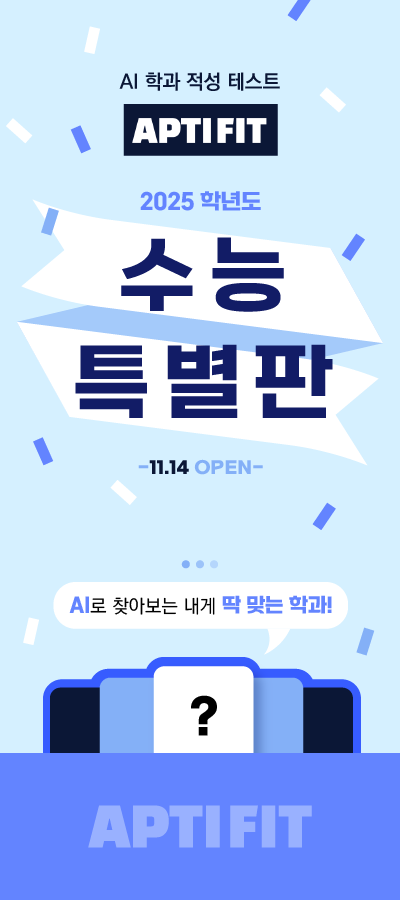 AI 학과 적성 테스트
APTIFIT
2025 학년도
수능
특별판
-11.14 OPEN-
AI로 찾아보는 내게 딱 맞는 학과!
?
APTIFIT